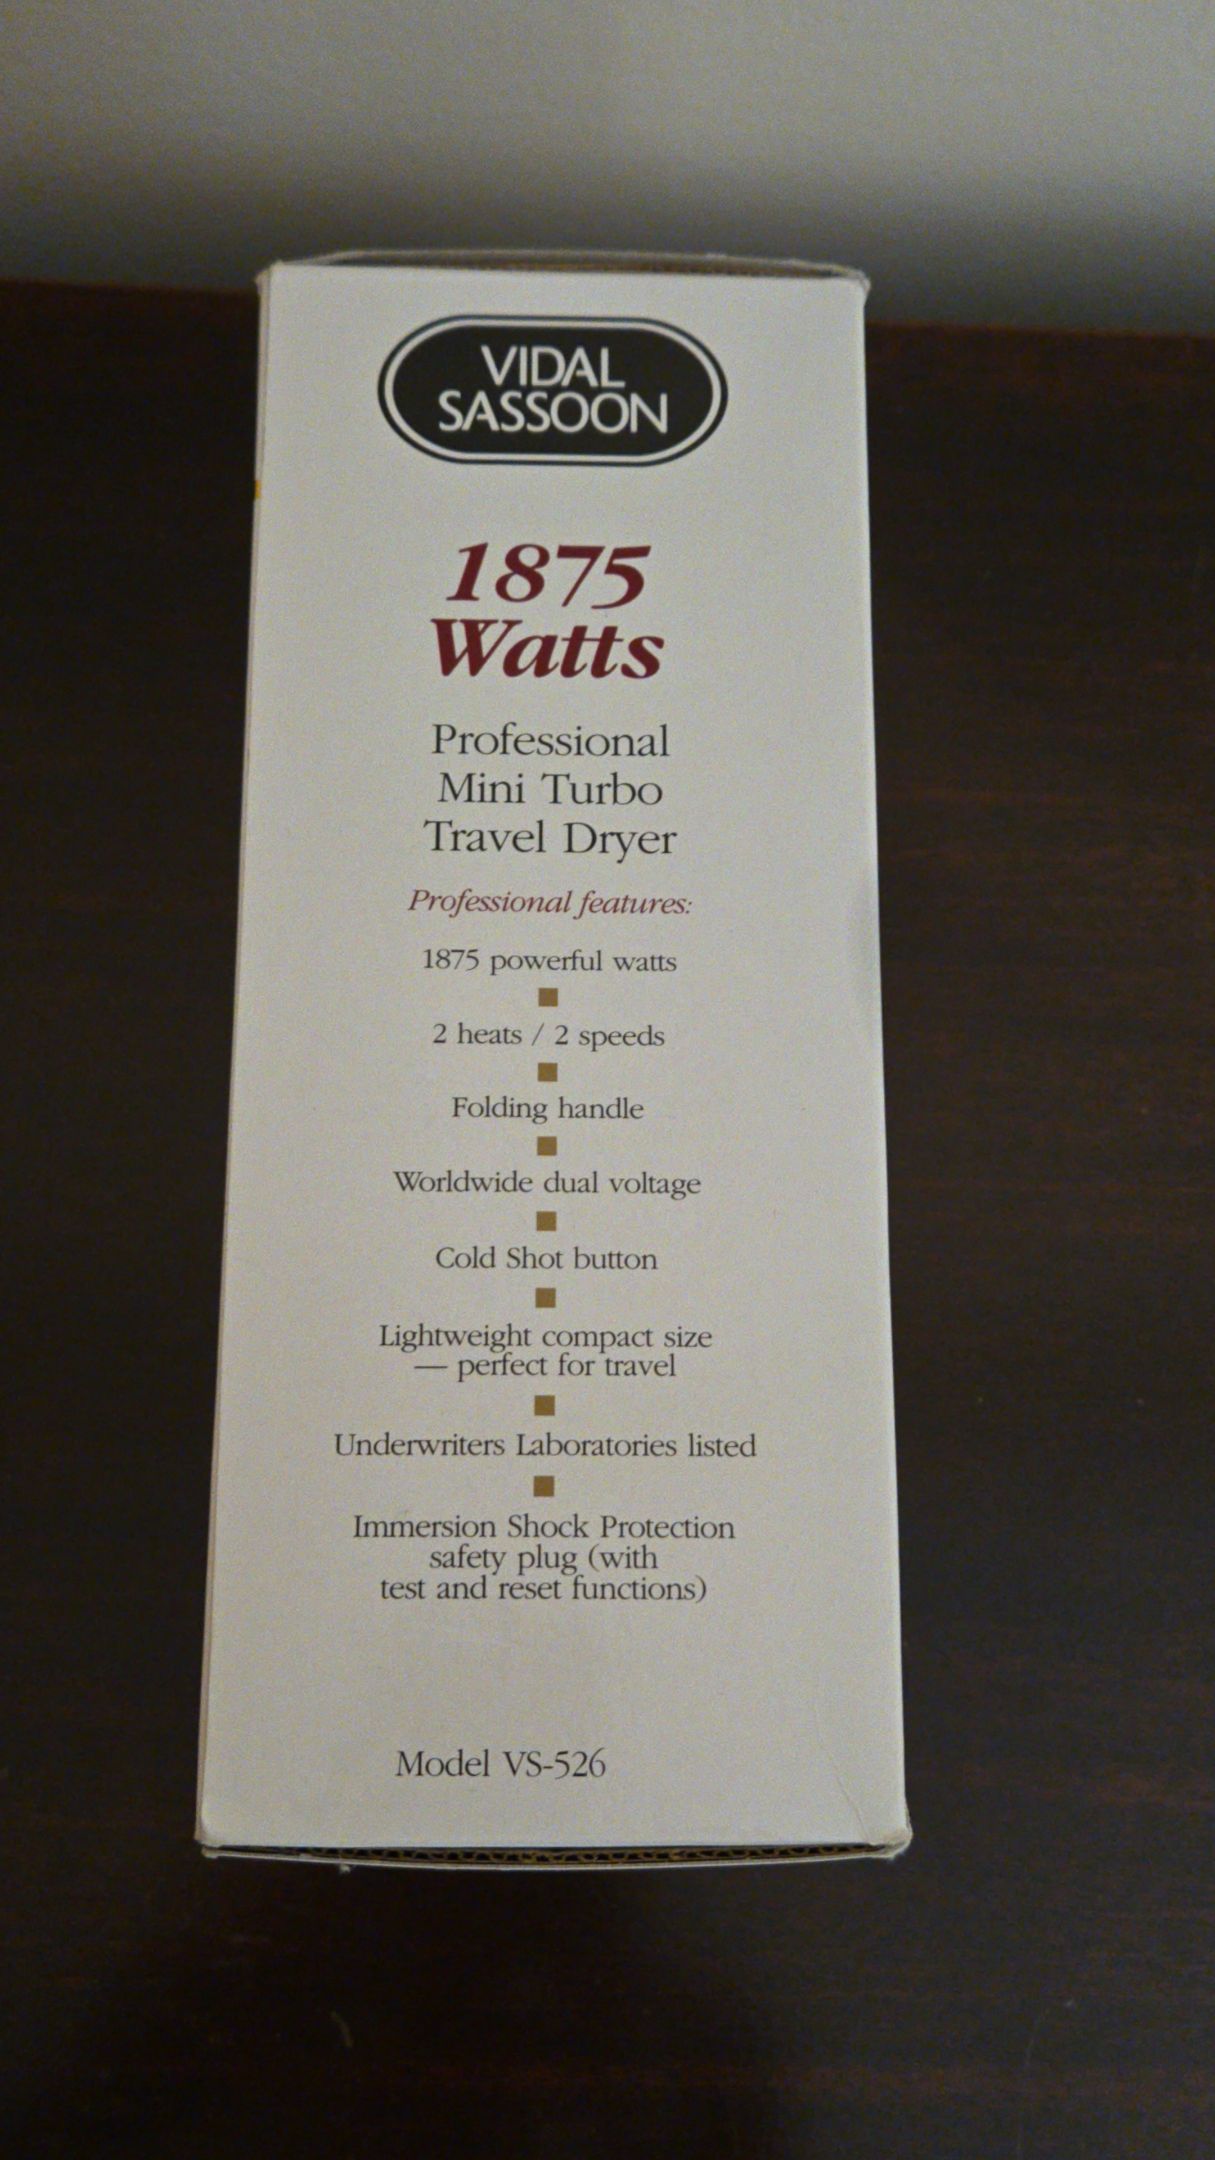 VIDAL
SASSOON
1875
Watts
Professional
Mini Turbo
Travel Dryer
Professional features:
1875 powerful watts
2 heats / 2 speeds
Folding handle
Worldwide dual voltage
Cold Shot button
Lightweight compact size
— perfect for travel
Underwriters Laboratories listed
Immersion Shock Protection
safety plug (with
test and reset functions)
Model VS-526